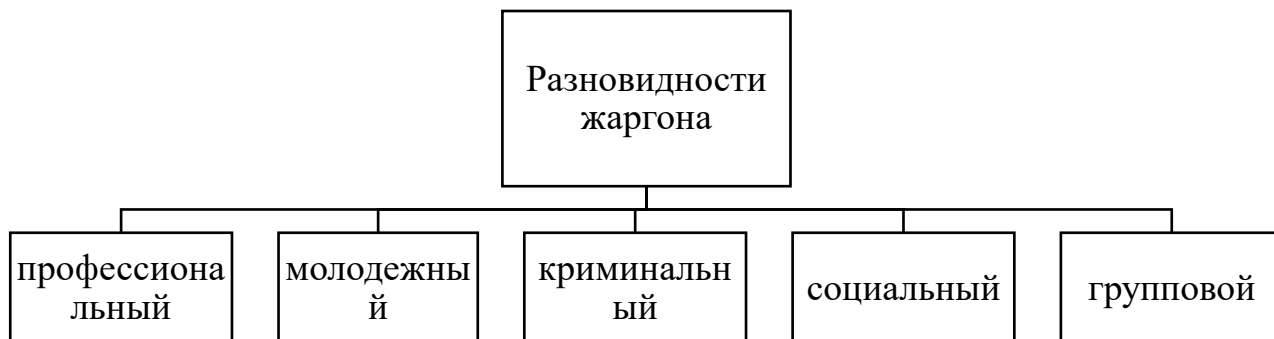 Разновидности
жаргона
профессиона
льный
молодежны
й
криминальн
ый
социальный
групповой